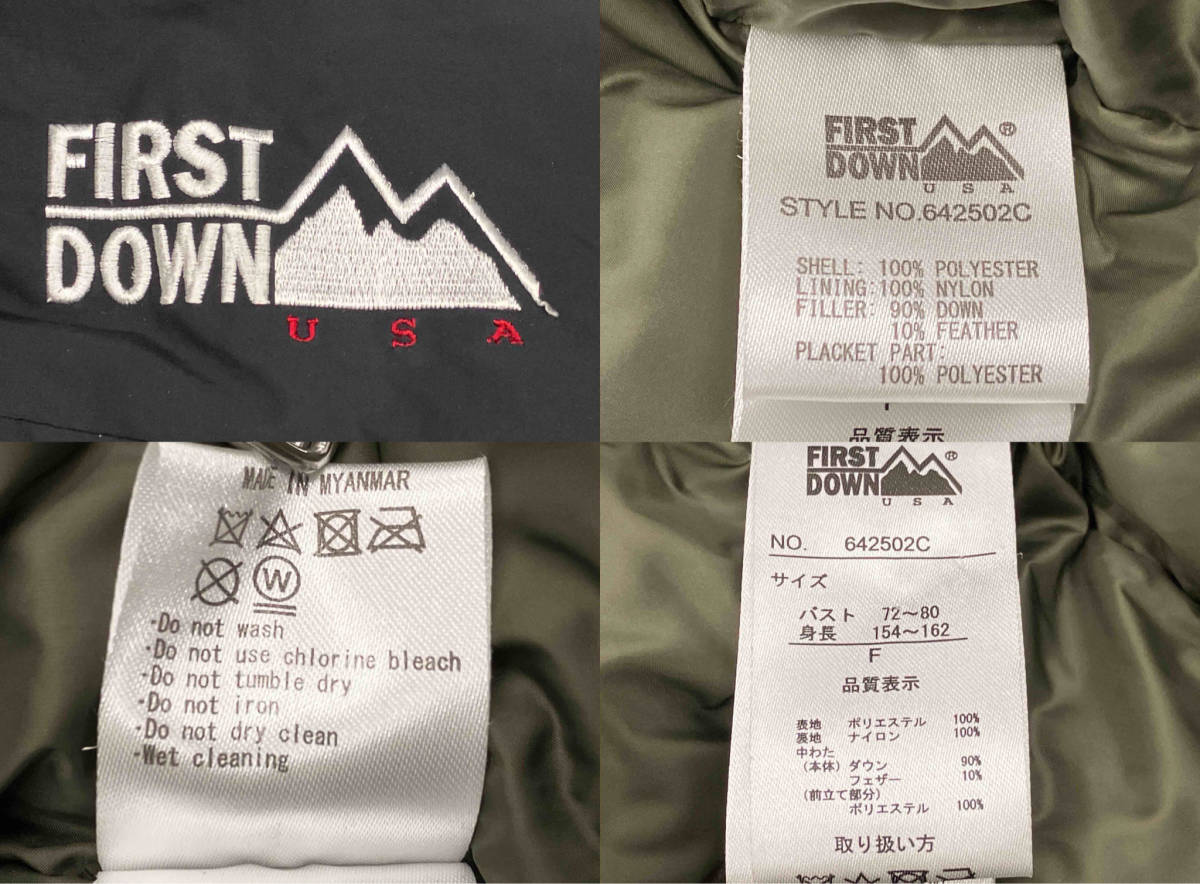 FIRST
DOWN
U S A
FIRST
DOWN ®
U S A
STYLE NO.642502C
SHELL: 100% POLYESTER
LINING:100% NYLON
FILLER: 90% DOWN
10% FEATHER
PLACKET PART:
100% POLYESTER
品質表示
MADE IN MYANMAR
W
·Do not wash
·Do not use chlorine bleach
·Do not tumble dry
·Do not iron
·Do not dry clean
·Wet cleaning
FIRST
DOWN ®
U S A
NO. 642502C
サイズ
バスト 72～80
身長 154～162
F
品質表示
表地 ポリエステル 100%
裏地 ナイロン 100%
中わた
(本体) ダウン 90%
フェザー 10%
(前立て部分)
ポリエステル 100%
取り扱い方